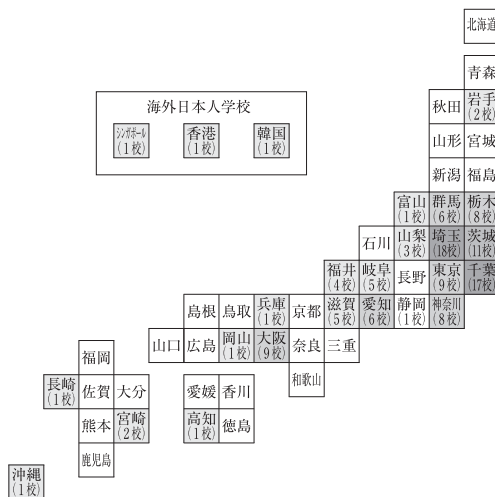 北海道
青森
秋田 岩手
(2校)
山形 宮城
新潟 福島
富山 群馬 栃木
(1校) (6校) (8校)
石川 山梨 埼玉 茨城
(3校) (18校) (11校)
福井 岐阜 長野 東京 千葉
(4校) (5校) (9校) (17校)
島根 鳥取 兵庫 京都 滋賀 愛知 静岡 神奈川
(1校) (5校) (6校) (1校) (8校)
山口 広島 岡山 大阪 奈良 三重
(1校) (9校)
和歌山
福岡
長崎 佐賀 大分 愛媛 香川
(1校)
熊本 宮崎 高知 徳島
(2校) (1校)
鹿児島
沖縄
(1校)
海外日本人学校
シンガポール 香港 韓国
(1校) (1校) (1校)